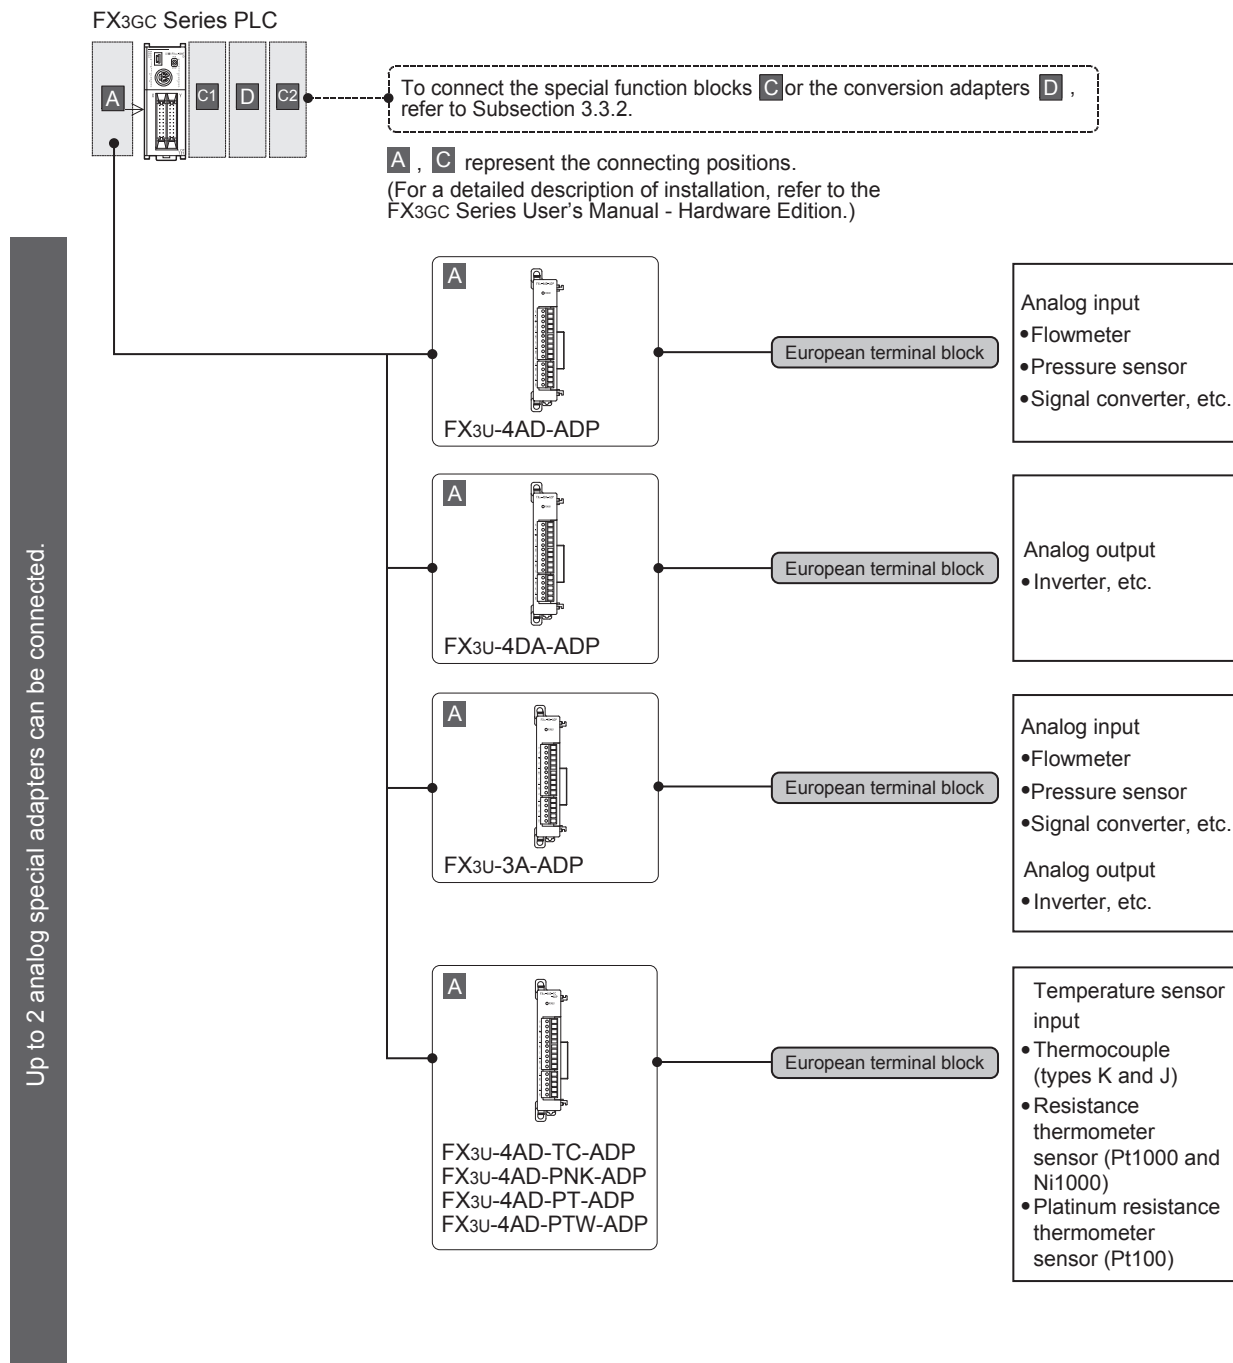 FX3GC Series PLC
A
C1
D
C2
To connect the special function blocks C or the conversion adapters D ,
refer to Subsection 3.3.2.
A , C represent the connecting positions.
(For a detailed description of installation, refer to the
FX3GC Series User's Manual - Hardware Edition.)
Up to 2 analog special adapters can be connected.
A
FX3U-4AD-ADP
European terminal block
Analog input
•Flowmeter
•Pressure sensor
•Signal converter, etc.
A
FX3U-4DA-ADP
European terminal block
Analog output
•Inverter, etc.
A
FX3U-3A-ADP
European terminal block
Analog input
•Flowmeter
•Pressure sensor
•Signal converter, etc.
Analog output
•Inverter, etc.
A
FX3U-4AD-TC-ADP
FX3U-4AD-PNK-ADP
FX3U-4AD-PT-ADP
FX3U-4AD-PTW-ADP
European terminal block
Temperature sensor
input
•Thermocouple
(types K and J)
•Resistance
thermometer
sensor (Pt1000 and
Ni1000)
•Platinum resistance
thermometer
sensor (Pt100)